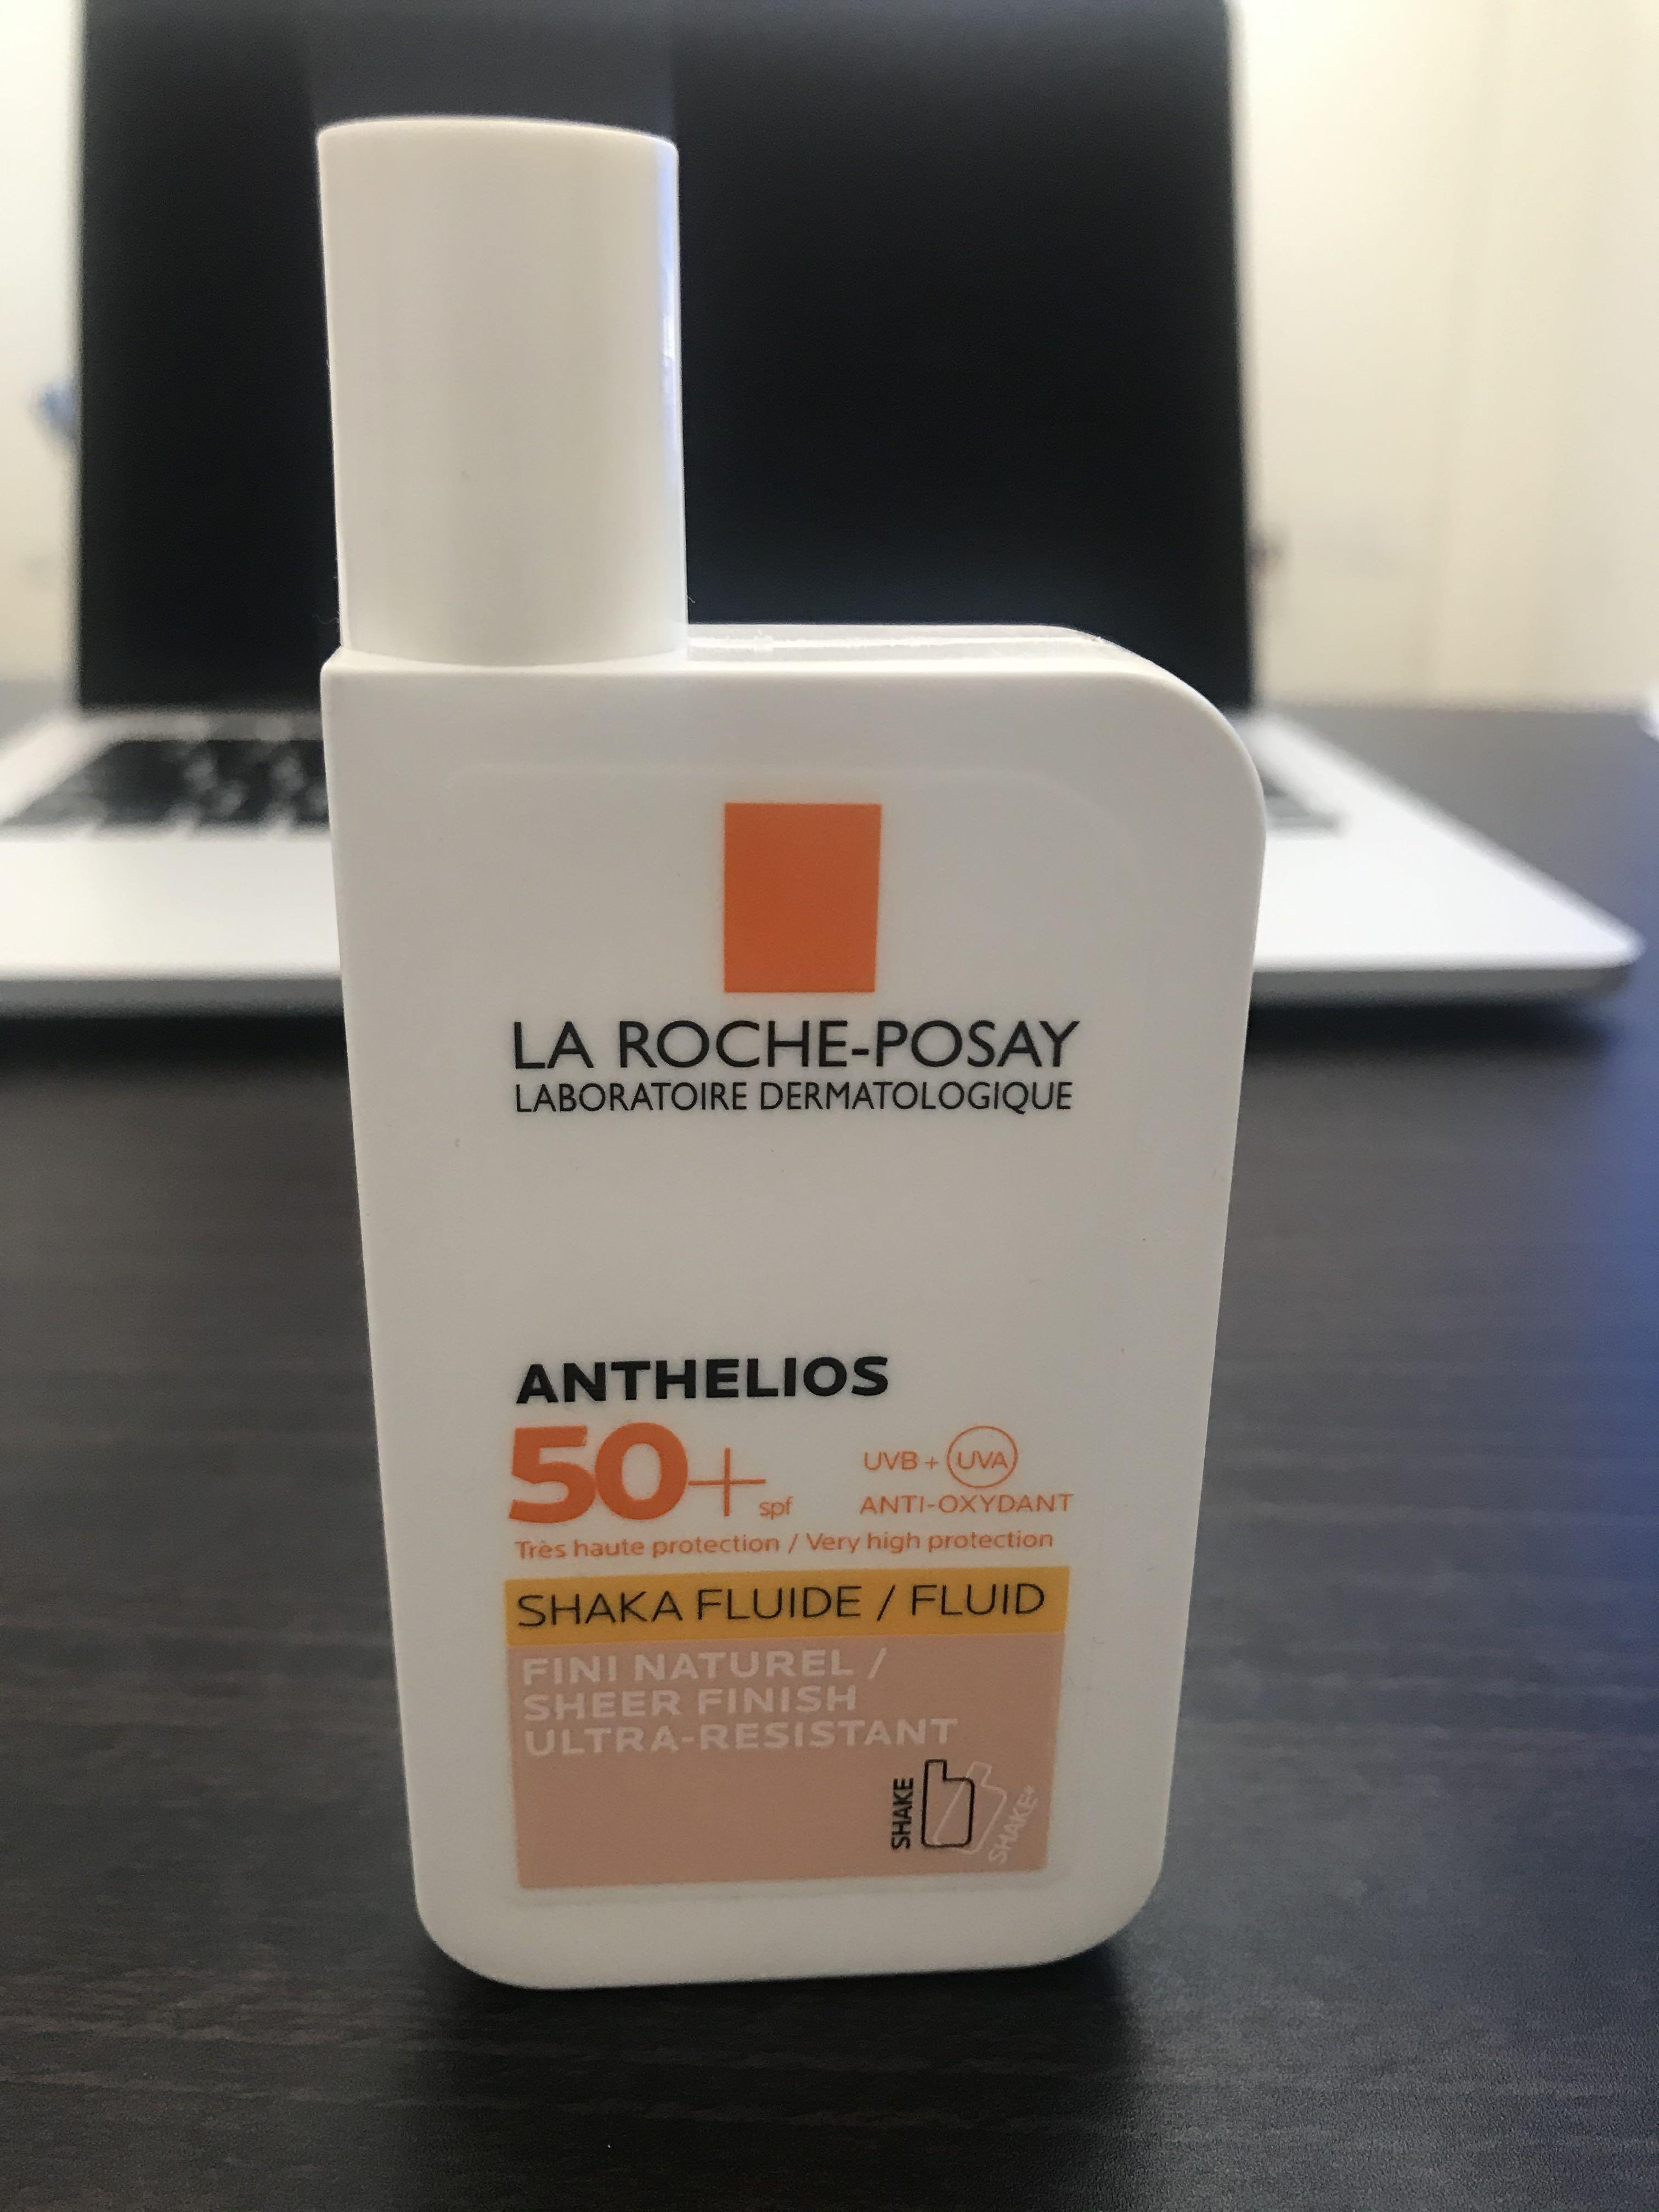 LA ROCHE-POSAY
LABORATOIRE DERMATOLOGIQUE
ANTHELIOS
50+ spf
UVB + UVA
ANTI-OXYDANT
Très haute protection / Very high protection
SHAKA FLUIDE / FLUID
FINI NATUREL /
SHEER FINISH
ULTRA-RESISTANT
SHAKE
SHAKE